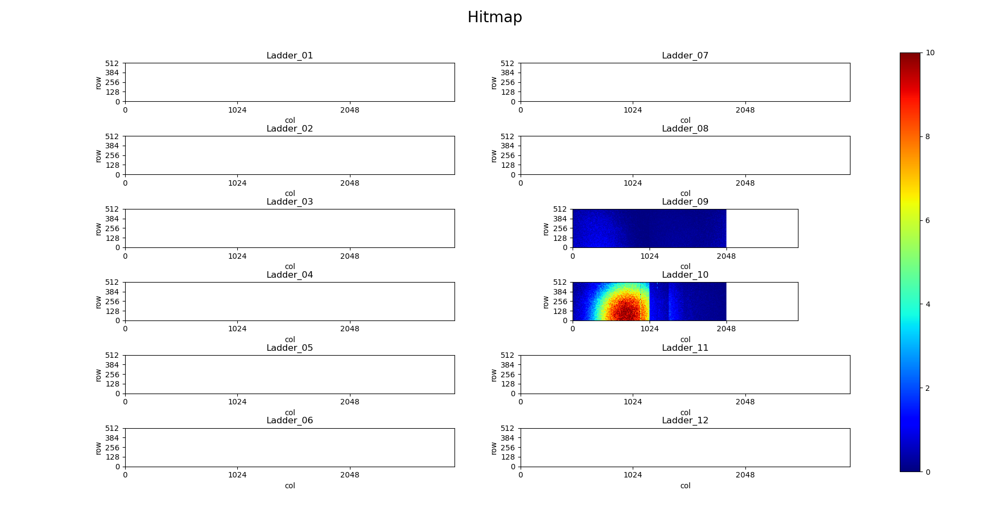 Hitmap
Ladder_01
512
384
256
128
0
row
0 1024 2048
col
Ladder_02
512
384
256
128
0
row
0 1024 2048
col
Ladder_03
512
384
256
128
0
row
0 1024 2048
col
Ladder_04
512
384
256
128
0
row
0 1024 2048
col
Ladder_05
512
384
256
128
0
row
0 1024 2048
col
Ladder_06
512
384
256
128
0
row
0 1024 2048
col
Ladder_07
512
384
256
128
0
row
0 1024 2048
col
Ladder_08
512
384
256
128
0
row
0 1024 2048
col
Ladder_09
512
384
256
128
0
row
0 1024 2048
col
Ladder_10
512
384
256
128
0
row
0 1024 2048
col
Ladder_11
512
384
256
128
0
row
0 1024 2048
col
Ladder_12
512
384
256
128
0
row
0 1024 2048
col
10
8
6
4
2
0